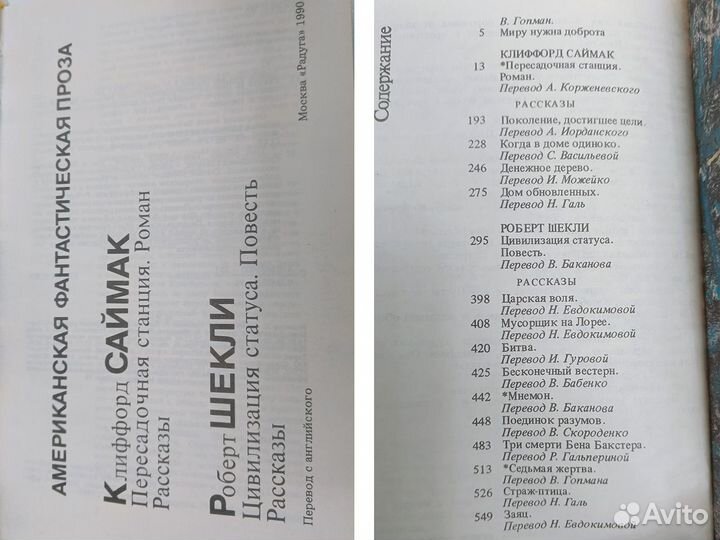 АМЕРИКАНСКАЯ ФАНТАСТИЧЕСКАЯ ПРОЗА
Клиффорд САЙМАК
Пересадочная станция. Роман
Рассказы
Роберт ШЕКЛИ
Цивилизация статуса. Повесть
Рассказы
Перевод с английского
Москва «Радуга» 1990
Содержание
В. Гопман.
5 Миру нужна доброта
КЛИФФОРД САЙМАК
13 *Пересадочная станция.
Роман.
Перевод А. Корженевского
РАССКАЗЫ
193 Поколение, достигшее цели.
Перевод А. Иорданского
228 Когда в доме одиноко.
Перевод С. Васильевой
246 Денежное дерево.
Перевод И. Можейко
275 Дом обновленных.
Перевод Н. Галь
РОБЕРТ ШЕКЛИ
295 Цивилизация статуса.
Повесть.
Перевод В. Баканова
РАССКАЗЫ
398 Царская воля.
Перевод Н. Евдокимовой
408 Мусорщик на Лорее.
Перевод Н. Евдокимовой
420 Битва.
Перевод И. Гуровой
425 Бесконечный вестерн.
Перевод В. Бабенко
442 *Мнемон.
Перевод В. Баканова
448 Поединок разумов.
Перевод В. Скороденко
483 Три смерти Бена Бакстера.
Перевод Р. Гальпериной
513 *Седьмая жертва.
Перевод В. Гопмана
526 Страж-птица.
Перевод Н. Галь
549 Заяц.
Перевод Н. Евдокимовой
Avito